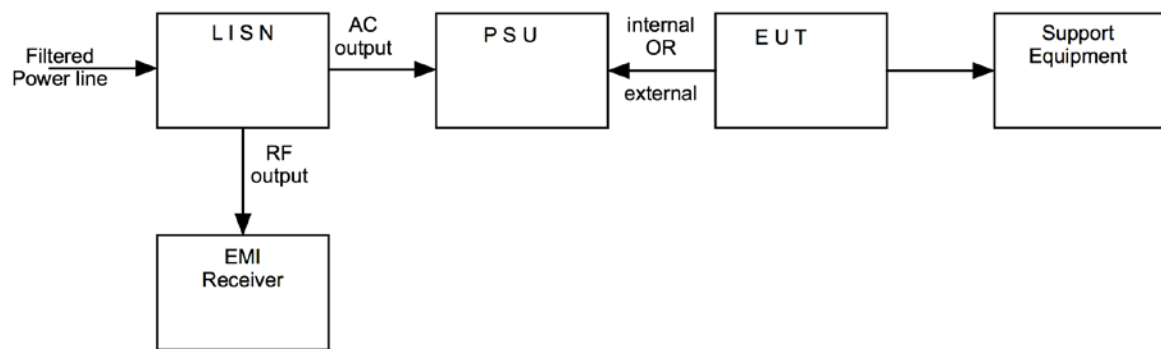 L I S N
AC
output
P S U
internal
OR
external
E U T
Support
Equipment
Filtered
Power line
RF
output
EMI
Receiver